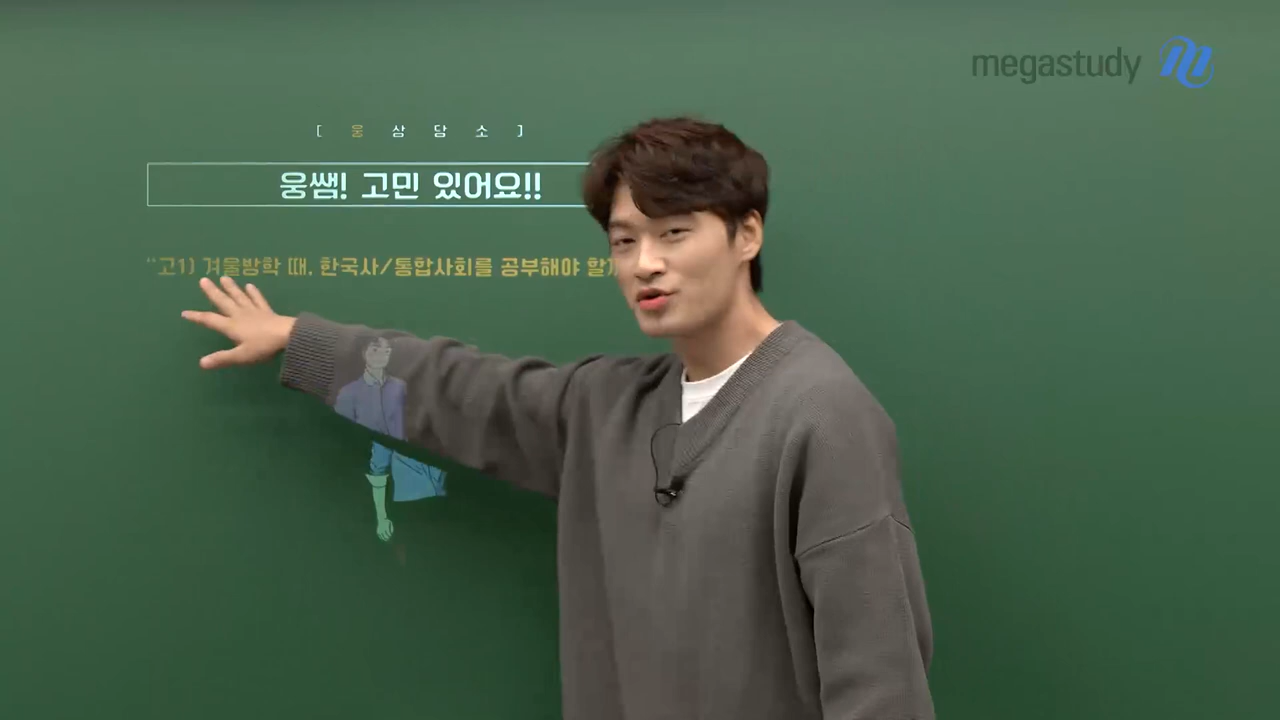 megastudy
[ 웅 상 담 소 ]
웅쌤! 고민 있어요!!
"고1) 겨울방학 때, 한국사/통합사회를 공부해야